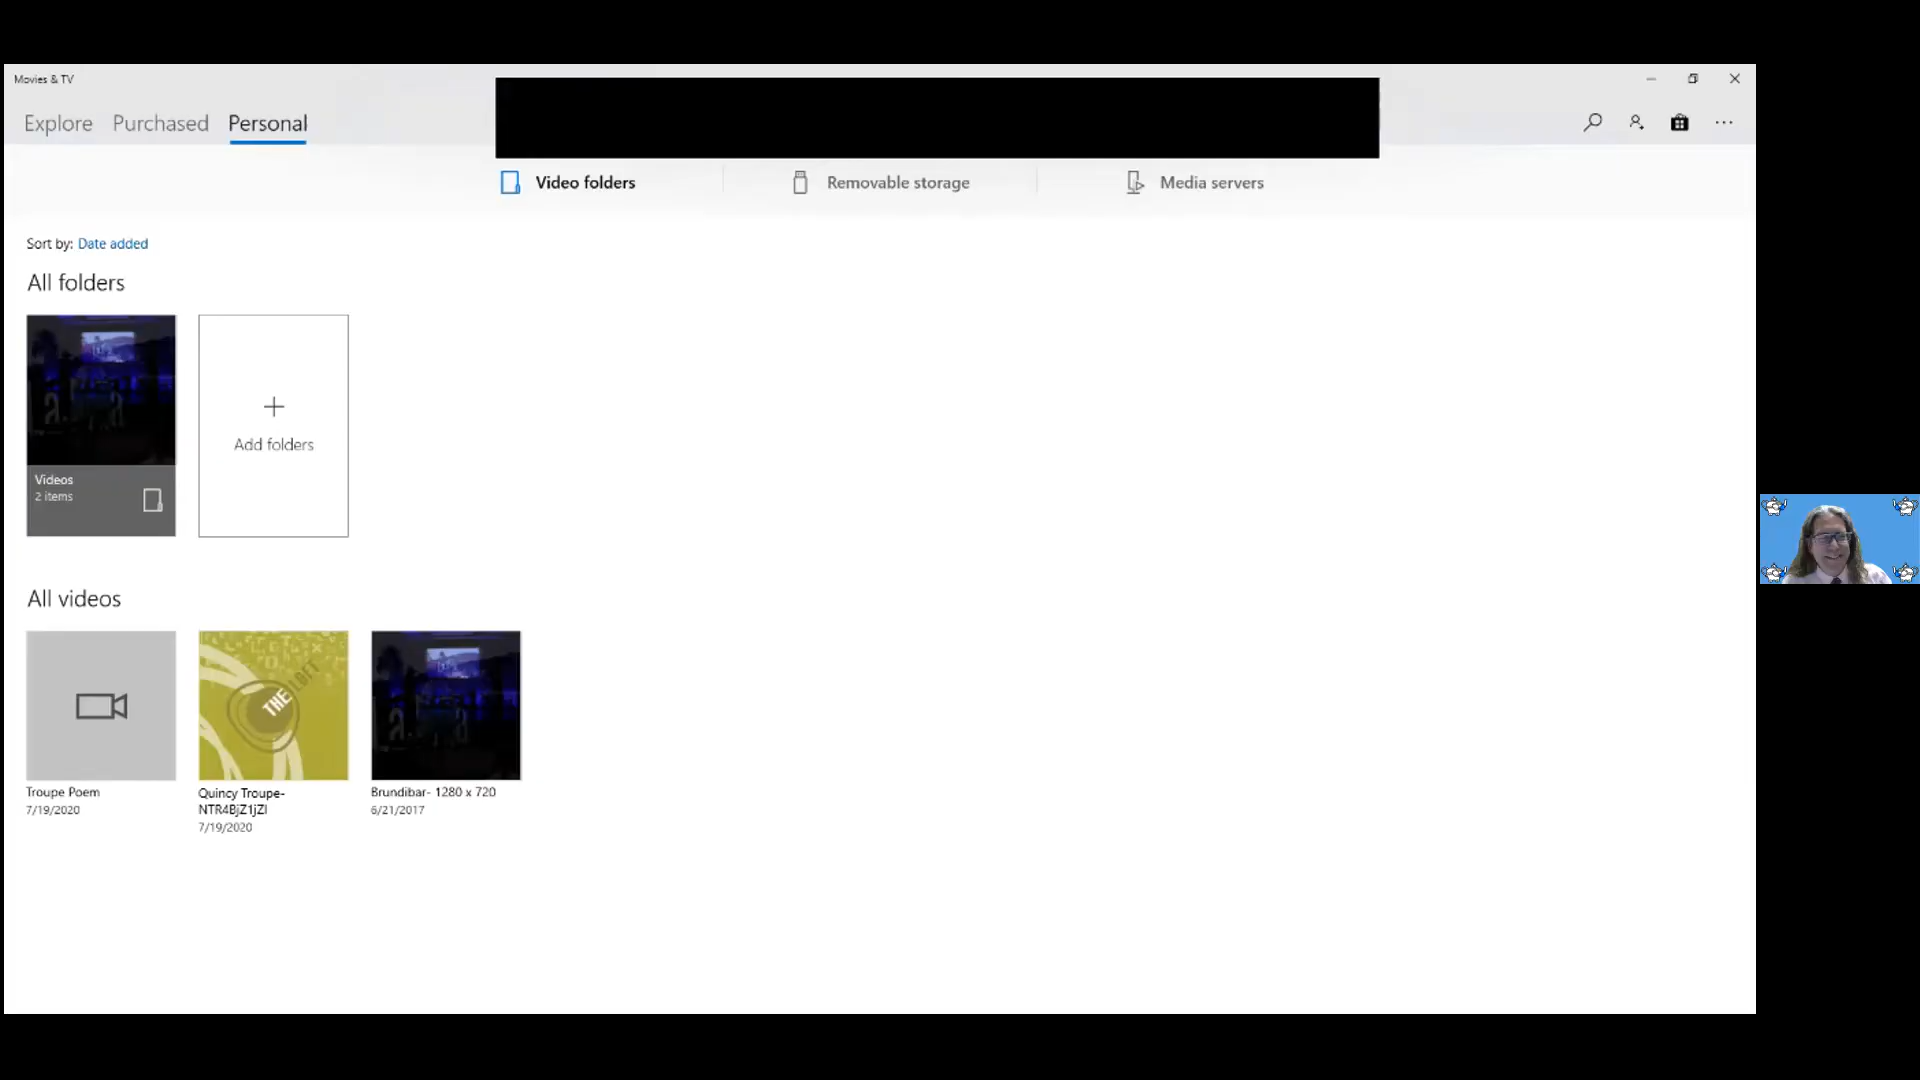 Movies & TV
Explore Purchased Personal
Video folders Removable storage Media servers
Sort by: Date added
All folders
Videos
2 items
Add folders
All videos
THE LOFT
Troupe Poem
7/19/2020
Quincy Troupe-
NTR4BjZ1jZI
7/19/2020
Brundibar- 1280 x 720
6/21/2017